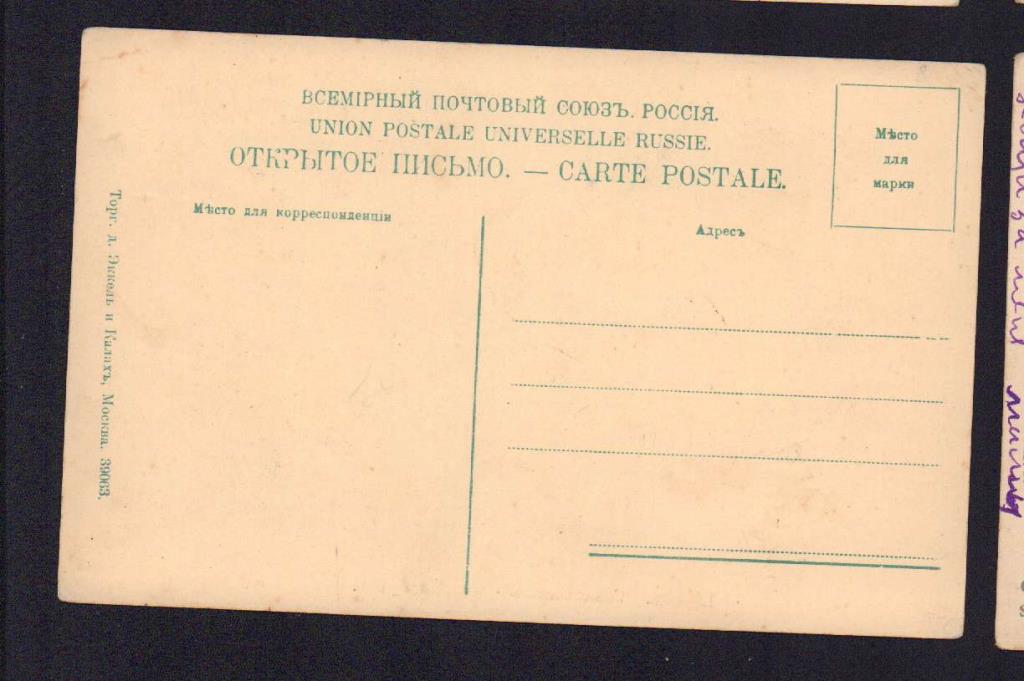 ВСЕМІРНЫЙ ПОЧТОВЫЙ СОЮЗЪ. РОССІЯ.
UNION POSTALE UNIVERSELLE RUSSIE.
ОТКРЫТОЕ ПИСЬМО. — CARTE POSTALE.
Мѣсто
для
марки
Мѣсто для корреспонденціи
Адресъ
Торг. д. Эккель и Калахъ, Москва. 39063.